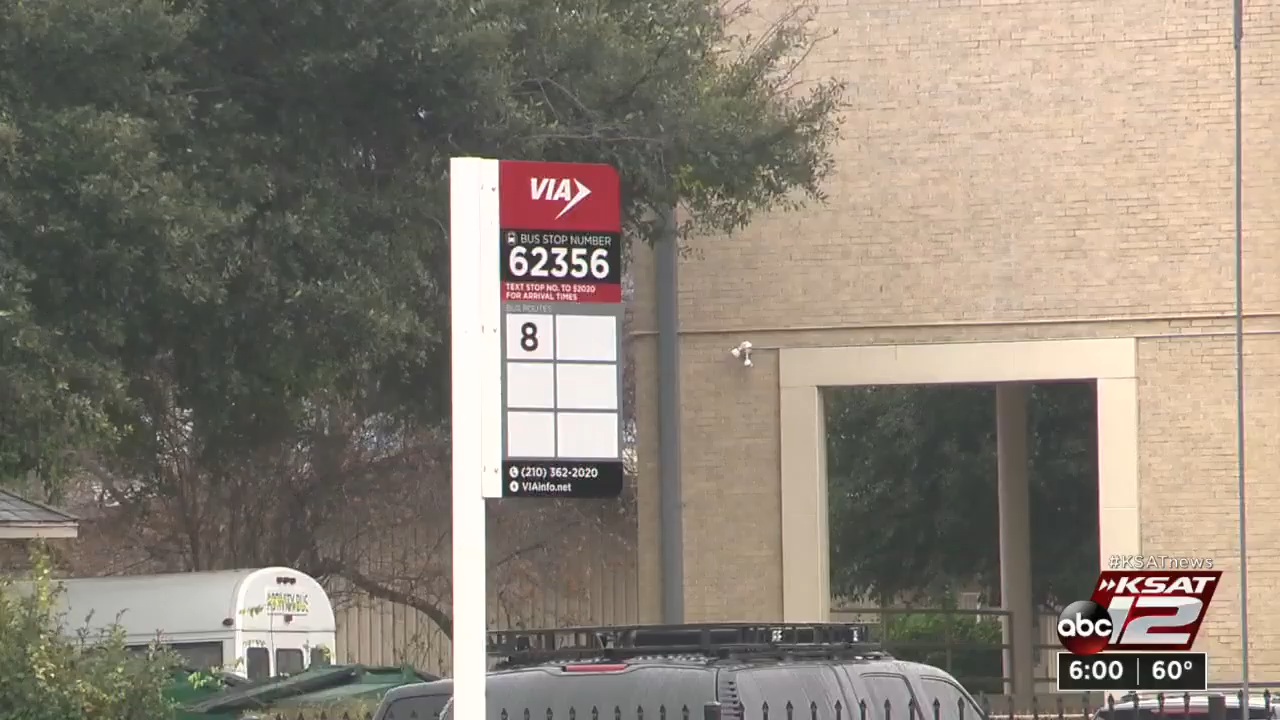 VIA
BUS STOP NUMBER
62356
TEXT STOP NO. TO 52020
FOR ARRIVAL TIMES
BUS ROUTES
8
(210) 362-2020
VIAinfo.net
#KSATnews
KSAT
abc 12
6:00 60°